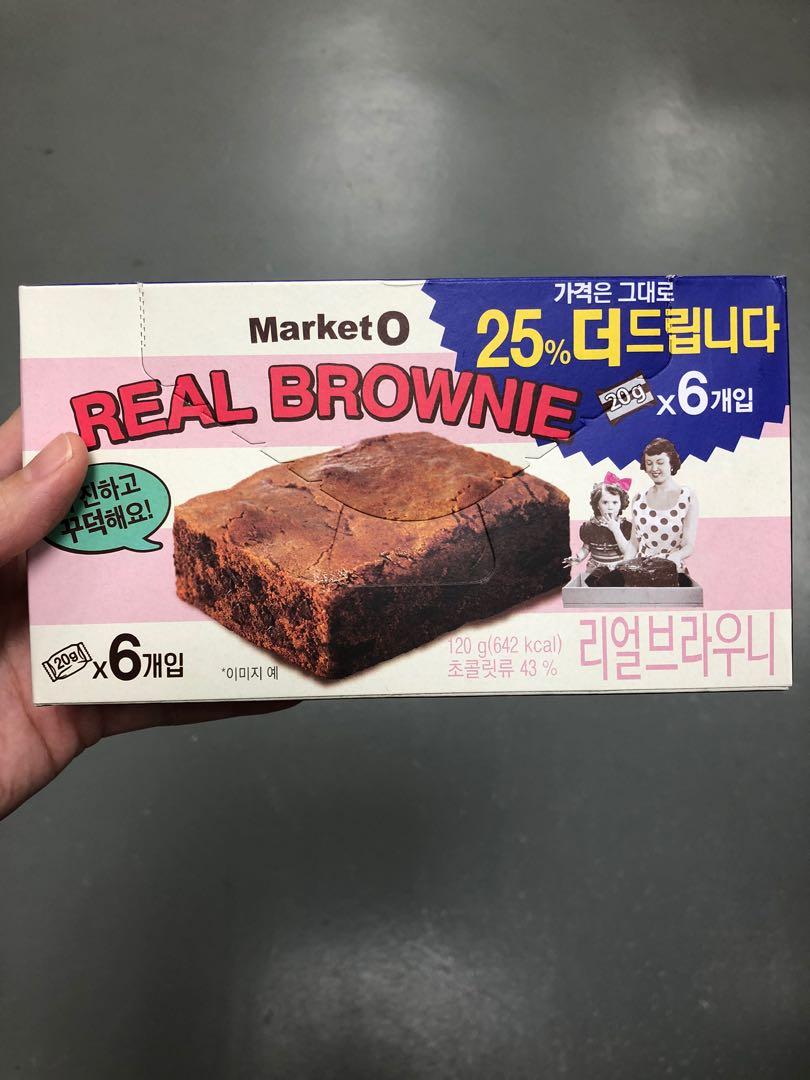 Market O
REAL BROWNIE
가격은 그대로
25% 더 드립니다
20g x 6개입
진하고
꾸덕해요!
20g x 6개입
*이미지 예
120 g(642 kcal)
초콜릿류 43 %
리얼브라우니